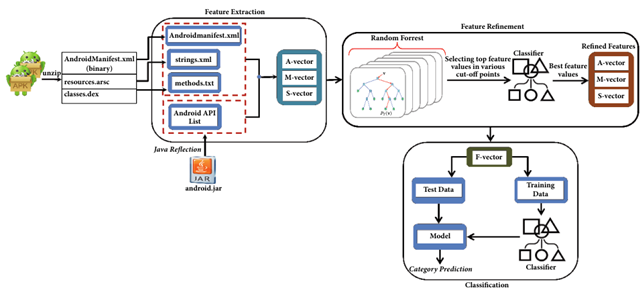 Feature Extraction
Feature Refinement
unzip
AndroidManifest.xml
(binary)
resources.arsc
classes.dex
Androidmanifest.xml
strings.xml
methods.txt
Android API
List
Java Reflection
JAR
android.jar
A-vector
M-vector
S-vector
Random Forrest
Selecting top feature
values in various
cut-off points
Classifier
Best feature
values
Refined Features
A-vector
M-vector
S-vector
F-vector
Test Data
Training
Data
Model
Classifier
Category Prediction
Classification